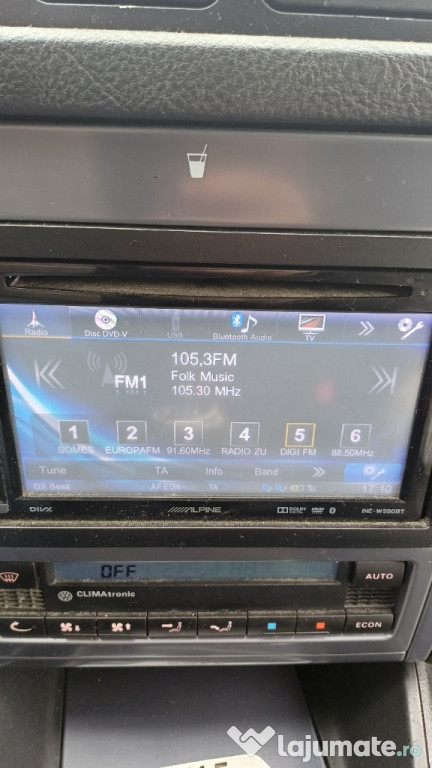 Radio Disc DVD-V USB Bluetooth Audio TV
105,3FM
FM1 Folk Music
105.30 MHz
1 2 3 4 5 6
SOMES EUROPAFM 91.60MHz RADIO ZU DIGI FM 88.50MHz
Tune TA Info Band
DX Seek AF EON TA 17:10
DIVX ALPINE DOLBY INE-W990BT
OFF AUTO
CLIMAtronic
ECON
lajumate.ro